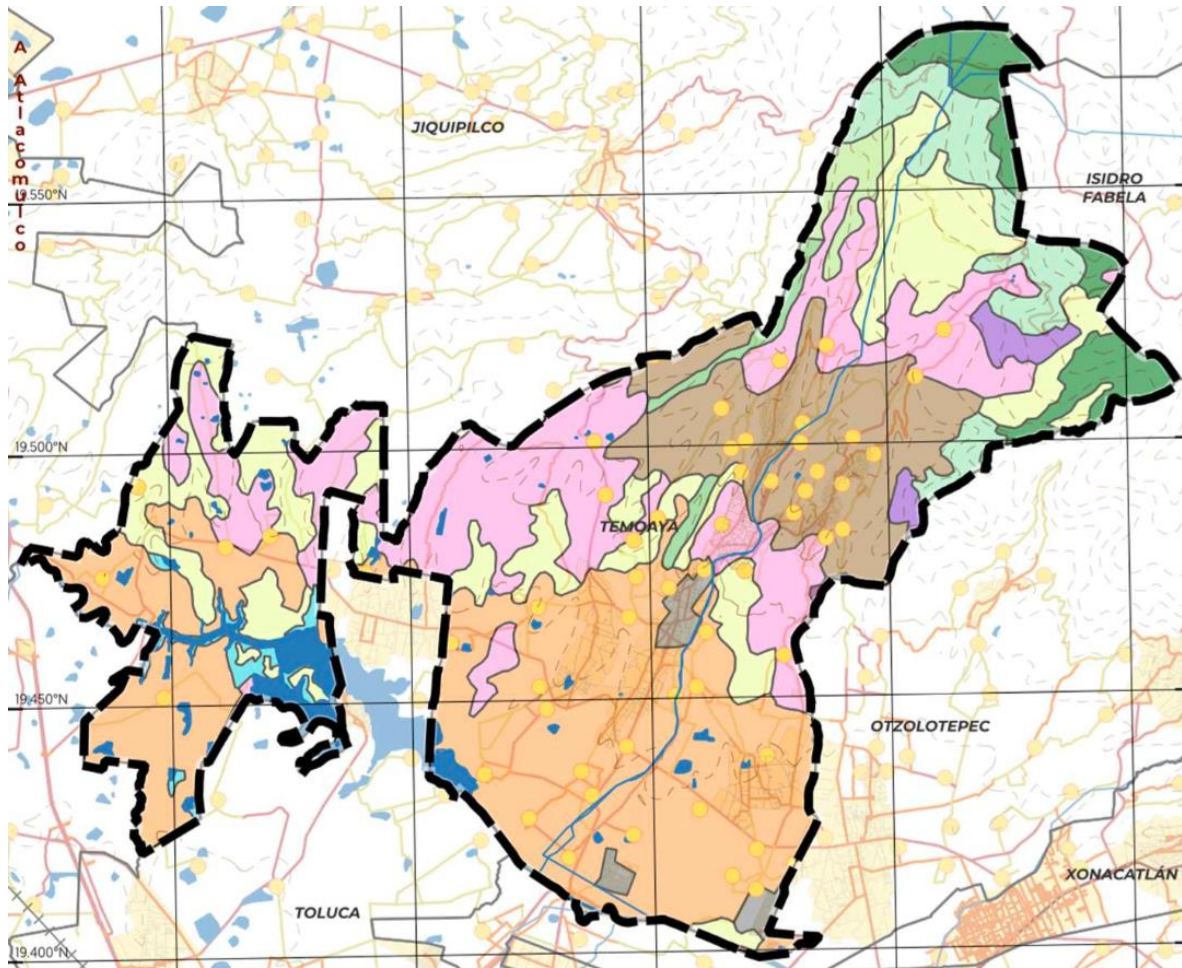 A Atlacomulco
JIQUIPILCO
ISIDRO
FABELA
19.550°N
19.500°N
TEMOAYA
19.450°N
OTZOLOTEPEC
XONACATLÁN
TOLUCA
19.400°N